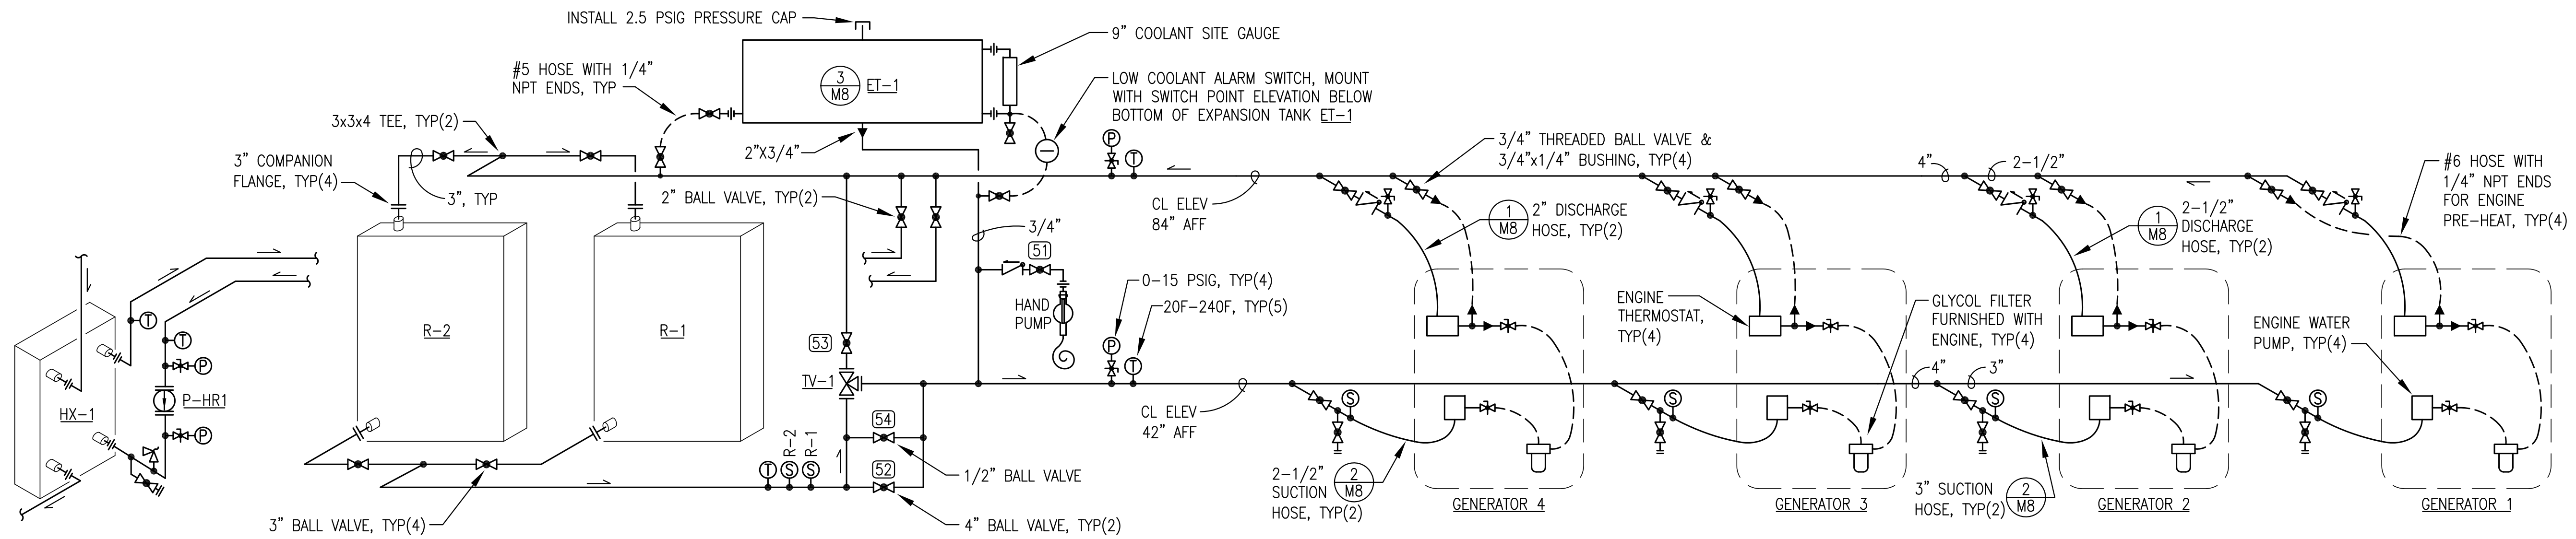 INSTALL 2.5 PSIG PRESSURE CAP
9” COOLANT SITE GAUGE
#5 HOSE WITH 1/4”
NPT ENDS, TYP
3
M8
ET-1
LOW COOLANT ALARM SWITCH, MOUNT
WITH SWITCH POINT ELEVATION BELOW
BOTTOM OF EXPANSION TANK ET-1
3x3x4 TEE, TYP(2)
2”X3/4”
3” COMPANION
FLANGE, TYP(4)
3”, TYP
2” BALL VALVE, TYP(2)
P
T
CL ELEV
84” AFF
3/4” THREADED BALL VALVE &
3/4”x1/4” BUSHING, TYP(4)
4”
2-1/2”
#6 HOSE WITH
1/4” NPT ENDS
FOR ENGINE
PRE-HEAT, TYP(4)
1
M8
2” DISCHARGE
HOSE, TYP(2)
1
M8
2-1/2”
DISCHARGE
HOSE, TYP(2)
3/4”
51
HAND
PUMP
0-15 PSIG, TYP(4)
20F-240F, TYP(5)
P
T
ENGINE
THERMOSTAT,
TYP(4)
GLYCOL FILTER
FURNISHED WITH
ENGINE, TYP(4)
ENGINE WATER
PUMP, TYP(4)
R-2
R-1
53
TV-1
T
T
P
P-HR1
P
HX-1
4”
3”
CL ELEV
42” AFF
S
S
S
S
54
52
R-2
R-1
T
S
S
1/2” BALL VALVE
4” BALL VALVE, TYP(2)
3” BALL VALVE, TYP(4)
2-1/2”
SUCTION
HOSE, TYP(2)
2
M8
3” SUCTION
HOSE, TYP(2)
2
M8
GENERATOR 4
GENERATOR 3
GENERATOR 2
GENERATOR 1